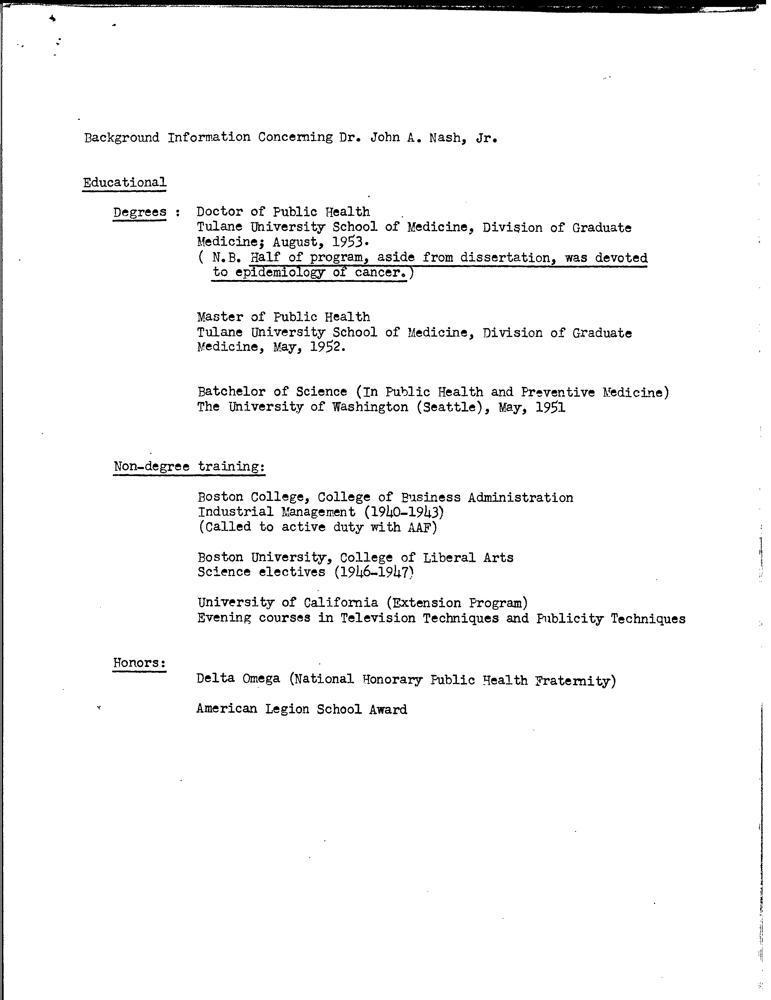 Background Information Concerning Dr. John A. Nash, Jr.
Educational
Degrees : Doctor of Public Health
Tulane University School of Medicine, Division of Graduate
Medicine; August, 1953.
( N.B. Half of program, aside from dissertation, was devoted
to epidemiology of cancer.)
Master of Public Health
Tulane University School of Medicine, Division of Graduate
Medicine, May, 1952.
Batchelor of Science (In Public Health and Preventive Medicine)
The University of Washington (Seattle), May, 1951
Non-degree training:
Boston College, College of Business Administration
Industrial Management (1940-1943)
(Called to active duty with AAF)
Boston University, College of Liberal Arts
Science electives (1946-1947)
University of California (Extension Program)
Evening courses in Television Techniques and Publicity Techniques
Honors:
Delta Omega (National Honorary Public Health Fraternity)
American Legion School Award